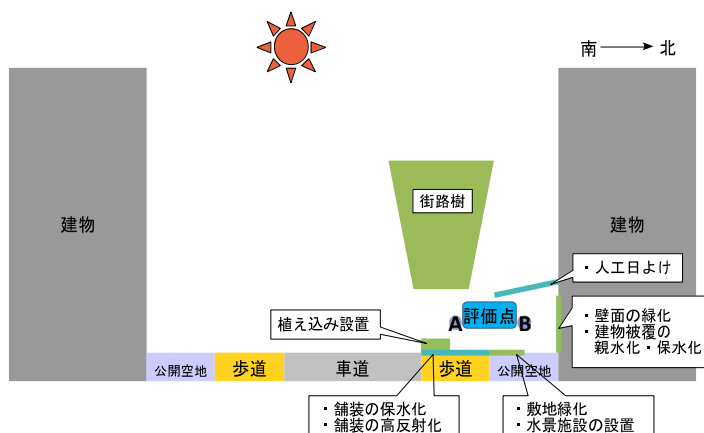 南 北
建物
街路樹
建物
・人工日よけ
A 評価点 B
植え込み設置
・壁面の緑化
・建物被覆の
親水化・保水化
公開空地 歩道 車道 歩道 公開空地
・舗装の保水化
・舗装の高反射化
・敷地緑化
・水景施設の設置